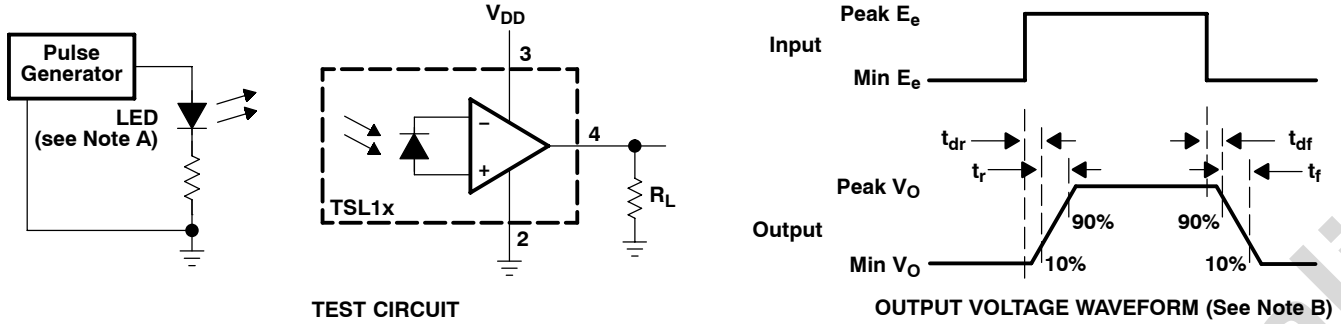 Pulse
Generator
LED
(see Note A)
VDD
3
−
+
4
TSL1x
2
RL
TEST CIRCUIT
Input
Peak Ee
Min Ee
tdr
tdf
tr
tf
Peak VO
Output
90%
90%
Min VO
10%
10%
OUTPUT VOLTAGE WAVEFORM (See Note B)